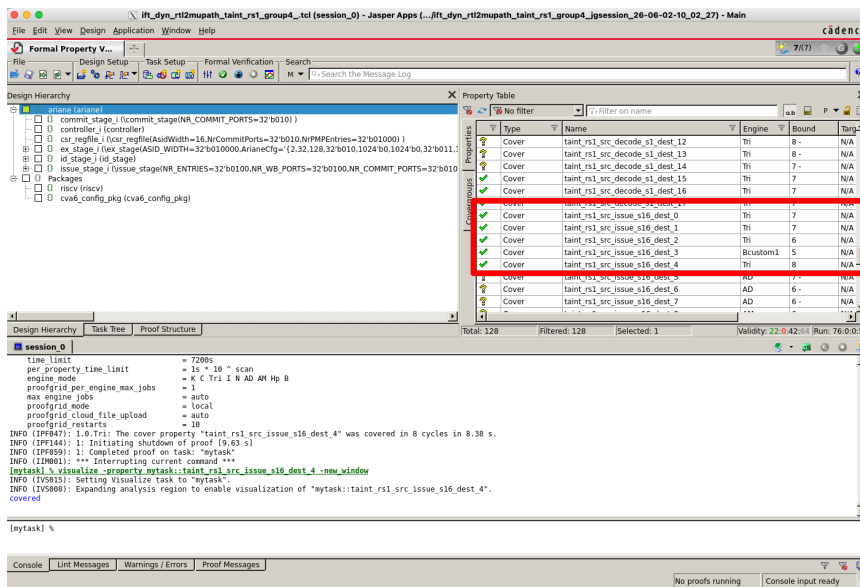 ift_dyn_rtl2mupath_taint_rs1_group4_.tcl (session_0) - Jasper Apps (.../ift_dyn_rtl2mupath_taint_rs1_group4_jgsession_26-06-02-10_02_27) - Main
File Edit View Design Application Window Help
cādenc
Formal Property V...
7/(7)
File Design Setup Task Setup Formal Verification Search
M
Search the Message Log
Design Hierarchy
ariane (ariane)
commit_stage_i (\commit_stage(NR_COMMIT_PORTS=32'b010) )
controller_i (controller)
csr_regfile_i (\csr_regfile(AsidWidth=16,NrCommitPorts=32'b010,NrPMPEntries=32'b01000) )
ex_stage_i (\ex_stage(ASID_WIDTH=32'b010000,ArianeCfg='{2,32,128,32'b010,1024'b0,1024'b0,32'b011,1
id_stage_i (id_stage)
issue_stage_i (\issue_stage(NR_ENTRIES=32'b0100,NR_WB_PORTS=32'b0100,NR_COMMIT_PORTS=32'b010
Packages
riscv (riscv)
cva6_config_pkg (cva6_config_pkg)
Design Hierarchy Task Tree Proof Structure
Property Table
No filter
Filter on name
a.b
P
Properties
Covergroups
Type Name Engine Bound Targ
Cover taint_rs1_src_decode_s1_dest_12 Tri 8 - N/A
Cover taint_rs1_src_decode_s1_dest_13 Tri 8 - N/A
Cover taint_rs1_src_decode_s1_dest_14 Tri 7 - N/A
Cover taint_rs1_src_decode_s1_dest_15 Tri 7 N/A
Cover taint_rs1_src_decode_s1_dest_16 Tri 7 N/A
Cover taint_rs1_src_decode_s1_dest_17 Tri 7 N/A
Cover taint_rs1_src_issue_s16_dest_0 Tri 7 N/A
Cover taint_rs1_src_issue_s16_dest_1 Tri 7 N/A
Cover taint_rs1_src_issue_s16_dest_2 Tri 6 N/A
Cover taint_rs1_src_issue_s16_dest_3 Bcustom1 5 N/A
Cover taint_rs1_src_issue_s16_dest_4 Tri 8 N/A
Cover taint_rs1_src_issue_s16_dest_5 AD 7 - N/A
Cover taint_rs1_src_issue_s16_dest_6 AD 6 - N/A
Cover taint_rs1_src_issue_s16_dest_7 AD 6 - N/A
Total: 128 Filtered: 128 Selected: 1 Validity: 22:0:42:64 Run: 76:0:0:5
session_0
time_limit = 7200s
per_property_time_limit = 1s * 10 ^ scan
engine_mode = K C Tri I N AD AM Hp B
proofgrid_per_engine_max_jobs = 1
max engine jobs = auto
proofgrid_mode = local
proofgrid_cloud_file_upload = auto
proofgrid_restarts = 10
INFO (IPF047): 1.0.Tri: The cover property "taint_rs1_src_issue_s16_dest_4" was covered in 8 cycles in 8.38 s.
INFO (IPF144): 1: Initiating shutdown of proof [9.63 s]
INFO (IPF059): 1: Completed proof on task: "mytask"
INFO (IIM001): *** Interrupting current command ***
[mytask] % visualize -property mytask::taint_rs1_src_issue_s16_dest_4 -new_window
INFO (IVS015): Setting Visualize task to "mytask".
INFO (IVS008): Expanding analysis region to enable visualization of "mytask::taint_rs1_src_issue_s16_dest_4".
covered
[mytask] %
Console Lint Messages Warnings / Errors Proof Messages
No proofs running Console input ready